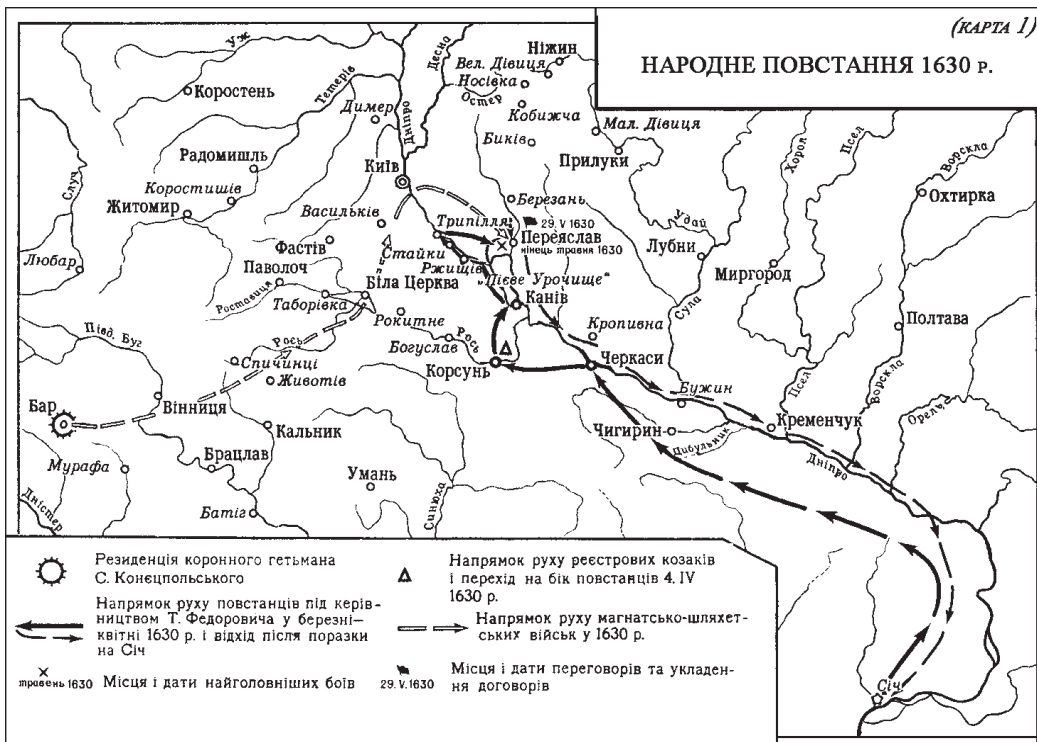 (КАРТА 1)
НАРОДНЕ ПОВСТАННЯ 1630 р.
Уж
Коростень
Тетерів
Димер
Десна
Дніпро
Ніжин
Вел. Дівиця
Носівка
Остер
Кобижча
Биків
Мал. Дівиця
Прилуки
Хорол
Псел
Ворскла
Случ
Радомишль
Коростишів
Житомир
Київ
Васильків
Березань
Охтирка
Любар
Фастів
Трипілля
29. V. 1630
Переяслав
кінець травня 1630
Удай
Лубни
Миргород
Паволоч
Стайки
Ржищів
„Пієве Урочище"
Роставиця
Таборівка
Біла Церква
Канів
Сула
Рокитне
Богуслав
Рось
Кропивна
Полтава
Півд. Буг
Рось
Спичинці
Животів
Корсунь
Черкаси
Псел
Ворскла
Бар
Вінниця
Кальник
Бужин
Чигирин
Цибульник
Кременчук
Орель
Мурафа
Брацлав
Умань
Синюха
Дніпро
Дністер
Батіг
Січ
Резиденція коронного гетьмана
С. Конєцпольського
Напрямок руху повстанців під керів-
ництвом Т. Федоровича у березні–
квітні 1630 р. і відхід після поразки
на Січ
травень 1630 Місця і дати найголовніших боїв
Напрямок руху реєстрових козаків
і перехід на бік повстанців 4. IV
1630 р.
Напрямок руху магнатсько-шляхет-
ських військ у 1630 р.
29. V. 1630 Місця і дати переговорів та укладен-
ня договорів